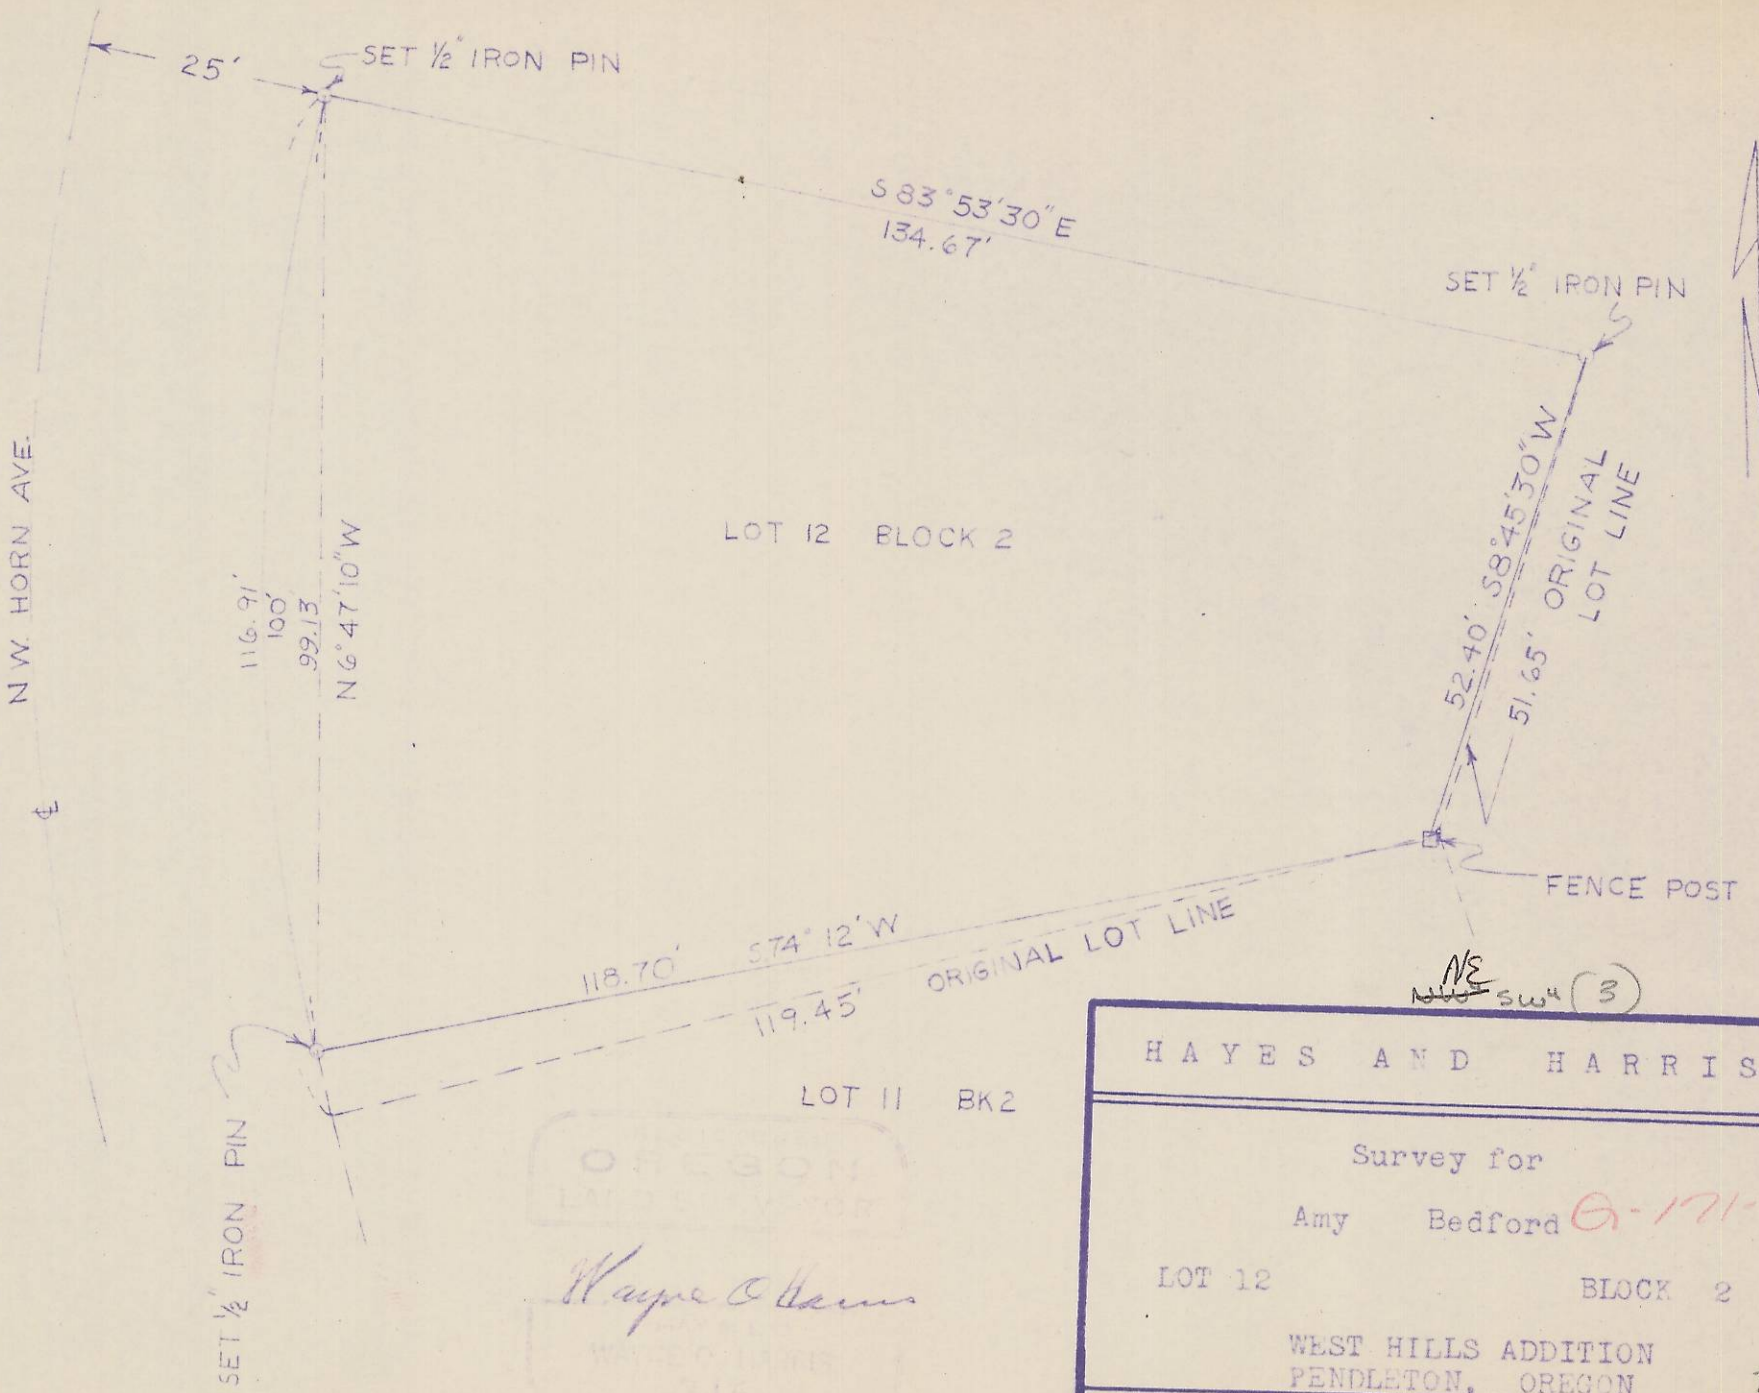 25'
SET ½" IRON PIN
S 83°53'30" E
134.67'
SET ½" IRON PIN
N W. HORN AVE.
℄
116.91'
100'
99.13
N 6°47'10" W
LOT 12 BLOCK 2
52.40' S8°45'30" W
51.65'
ORIGINAL
LOT LINE
FENCE POST
118.70' S74°12' W
119.45' ORIGINAL LOT LINE
SET ½" IRON PIN
LOT 11 BK2
NE
SW¼ (3)
HAYES AND HARRIS
Survey for
Amy Bedford G-171-
LOT 12 BLOCK 2
WEST HILLS ADDITION
PENDLETON, OREGON
OREGON
Wayne O Harris